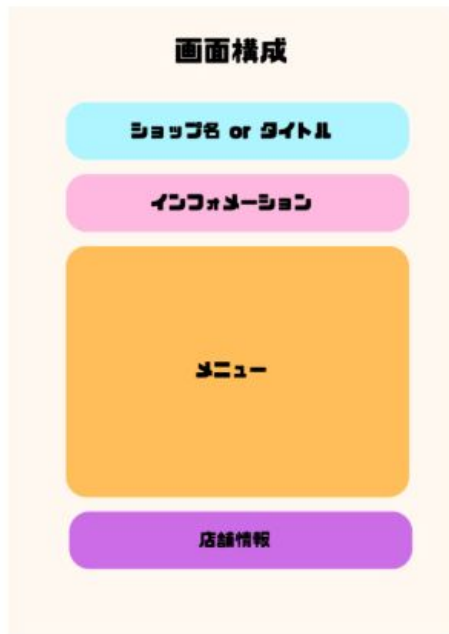 画面構成
ショップ名 or タイトル
インフォメーション
メニュー
店舗情報